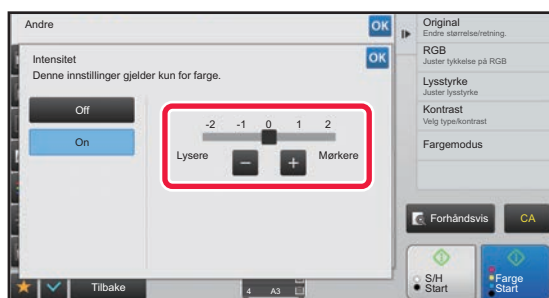 Andre
OK
Intensitet
OK
Denne innstillinger gjelder kun for farge.
Off
On
-2 -1 0 1 2
Lysere
−
+
Mørkere
Tilbake
4 A3
Original
Endre størrelse/retning.
RGB
Juster tykkelse på RGB
Lysstyrke
Juster lysstyrke
Kontrast
Velg type/kontrast
Fargemodus
Forhåndsvis
CA
S/H
Start
Farge
Start